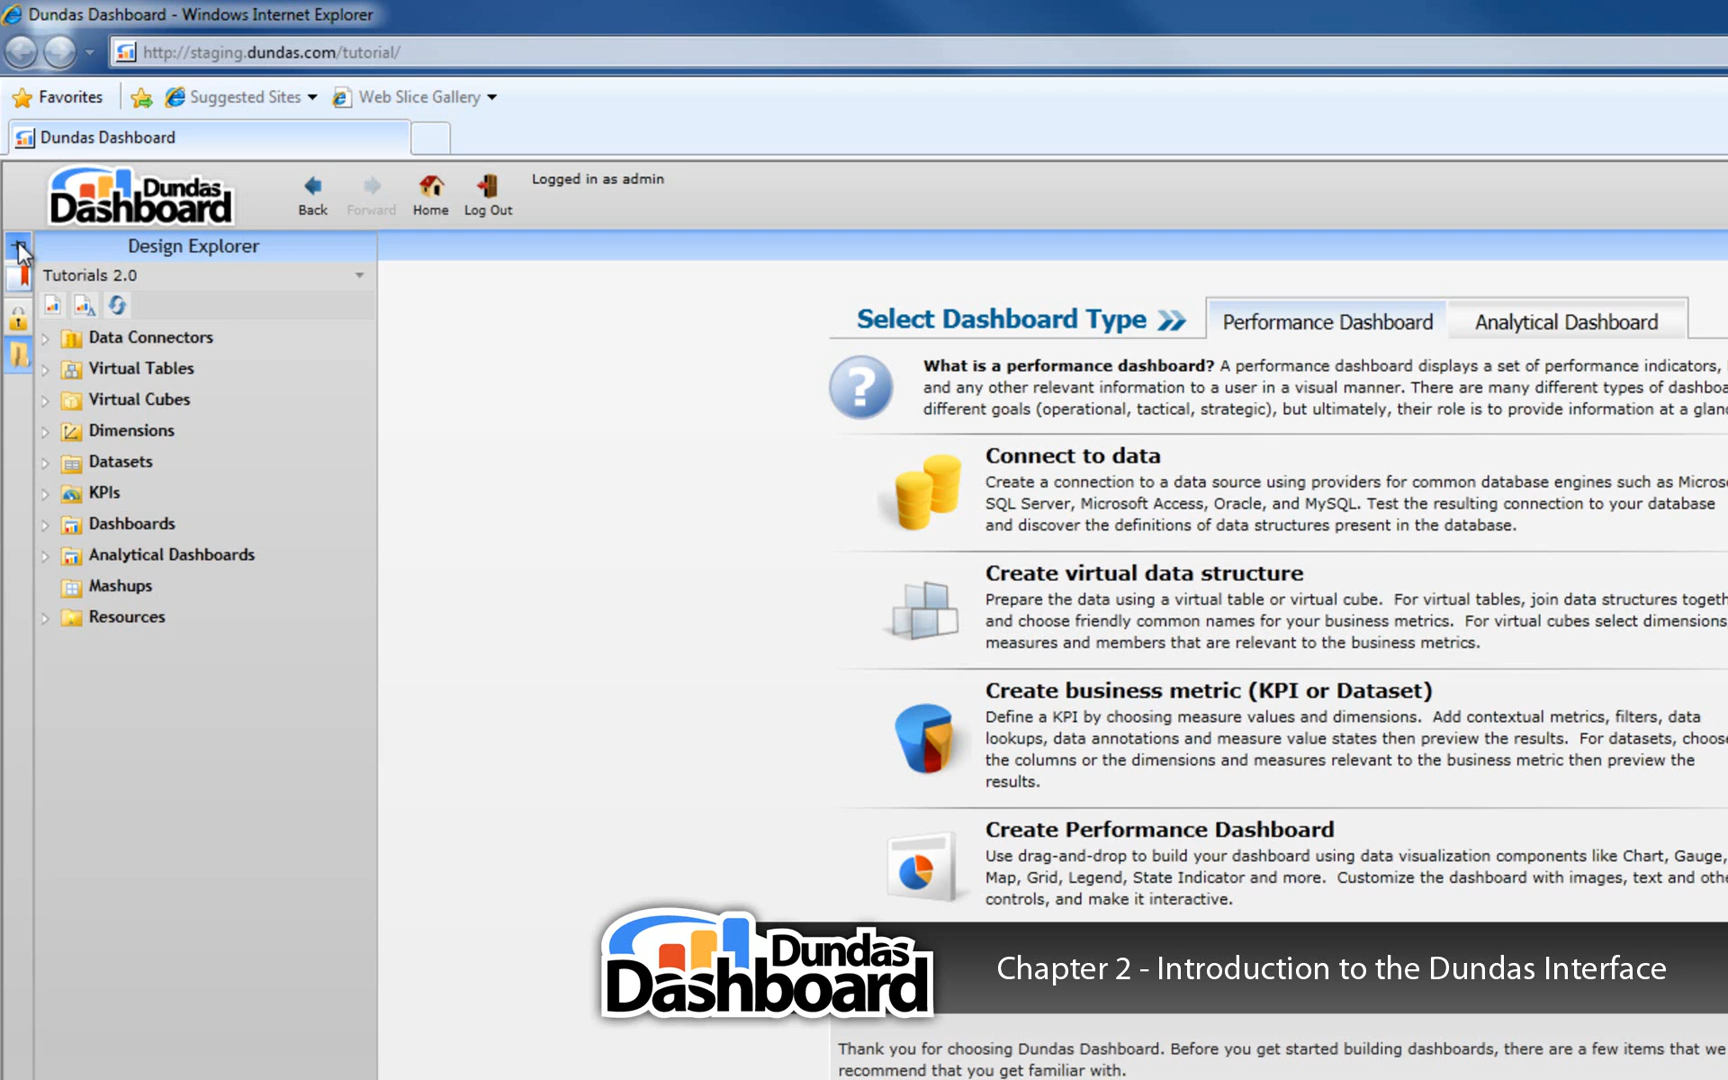 Dundas Dashboard - Windows Internet Explorer
http://staging.dundas.com/tutorial/
Favorites
Suggested Sites
Web Slice Gallery
Dundas Dashboard
Dundas
Dashboard
Back
Forward
Home
Log Out
Logged in as admin
Design Explorer
Tutorials 2.0
Data Connectors
Virtual Tables
Virtual Cubes
Dimensions
Datasets
KPIs
Dashboards
Analytical Dashboards
Mashups
Resources
Select Dashboard Type
Performance Dashboard
Analytical Dashboard
What is a performance dashboard? A performance dashboard displays a set of performance indicators,
and any other relevant information to a user in a visual manner. There are many different types of dashboa
different goals (operational, tactical, strategic), but ultimately, their role is to provide information at a glanc
Connect to data
Create a connection to a data source using providers for common database engines such as Microso
SQL Server, Microsoft Access, Oracle, and MySQL. Test the resulting connection to your database
and discover the definitions of data structures present in the database.
Create virtual data structure
Prepare the data using a virtual table or virtual cube. For virtual tables, join data structures togeth
and choose friendly common names for your business metrics. For virtual cubes select dimensions,
measures and members that are relevant to the business metrics.
Create business metric (KPI or Dataset)
Define a KPI by choosing measure values and dimensions. Add contextual metrics, filters, data
lookups, data annotations and measure value states then preview the results. For datasets, choose
the columns or the dimensions and measures relevant to the business metric then preview the
results.
Create Performance Dashboard
Use drag-and-drop to build your dashboard using data visualization components like Chart, Gauge,
Map, Grid, Legend, State Indicator and more. Customize the dashboard with images, text and othe
controls, and make it interactive.
Dundas
Dashboard
Chapter 2 - Introduction to the Dundas Interface
Thank you for choosing Dundas Dashboard. Before you get started building dashboards, there are a few items that we
recommend that you get familiar with.